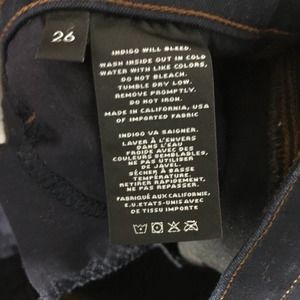 26
INDIGO WILL BLEED.
WASH INSIDE OUT IN COLD
WATER WITH LIKE COLORS,
DO NOT BLEACH.
TUMBLE DRY LOW.
REMOVE PROMPTLY.
DO NOT IRON.
MADE IN CALIFORNIA, USA
OF IMPORTED FABRIC
INDIGO VA SAIGNER.
LAVER À L'ENVERS
DANS L'EAU
FROIDE AVEC DES
COULEURS SEMBLABLES,
NE PAS UTILISER
DE JAVEL.
SÉCHER À BASSE
TEMPÉRATURE.
RETIRER RAPIDEMENT,
NE PAS REPASSER.
FABRIQUÉ AUX CALIFORNIE,
E.U.ETATS-UNIS AVEC
DE TISSU IMPORTÉ